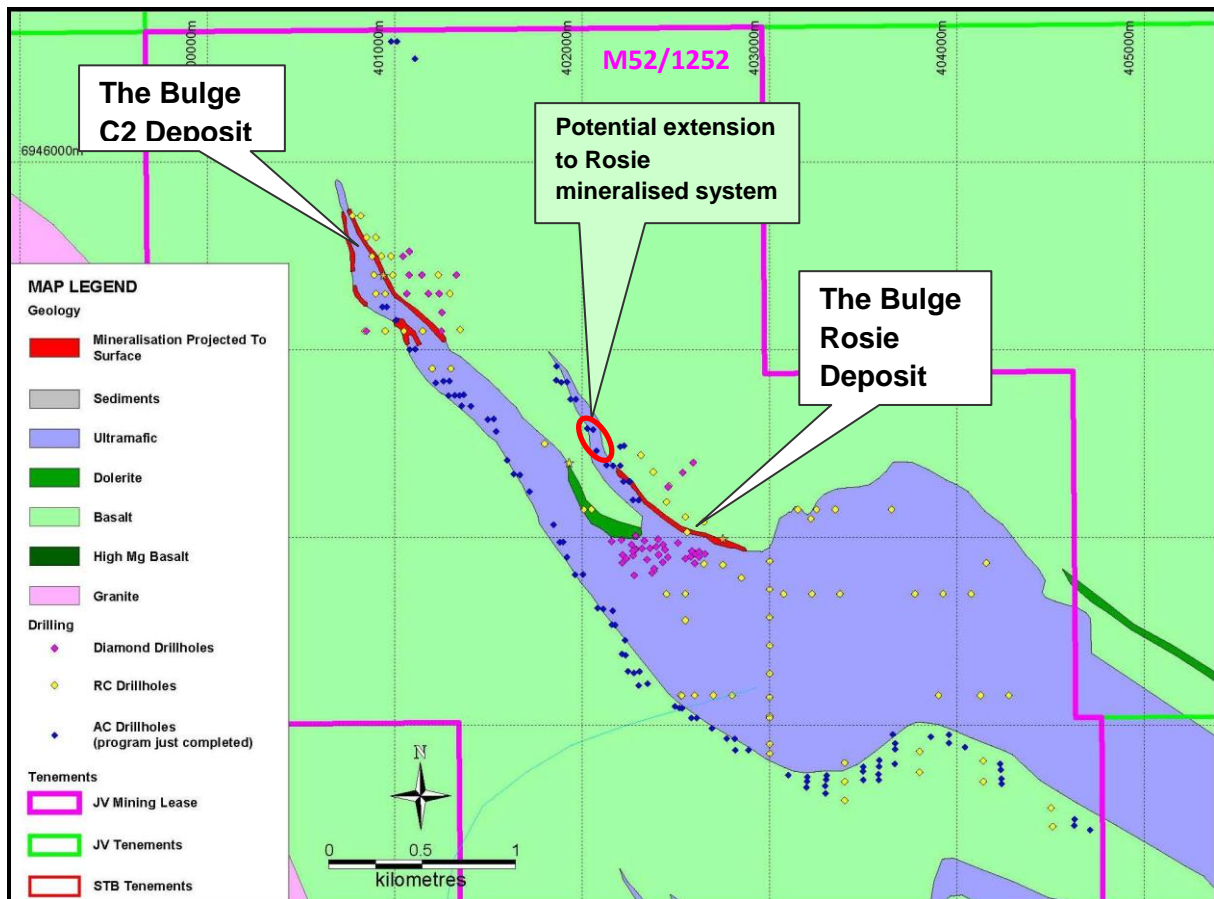 400000m
401000m
402000m
403000m
404000m
405000m
M52/1252
The Bulge
C2 Deposit
Potential extension
to Rosie
mineralised system
6946000m
The Bulge
Rosie
Deposit
MAP LEGEND
Geology
Mineralisation Projected To
Surface
Sediments
Ultramafic
Dolerite
Basalt
High Mg Basalt
Granite
Drilling
Diamond Drillholes
RC Drillholes
AC Drillholes
(program just completed)
Tenements
JV Mining Lease
JV Tenements
STB Tenements
N
0 0.5 1
kilometres